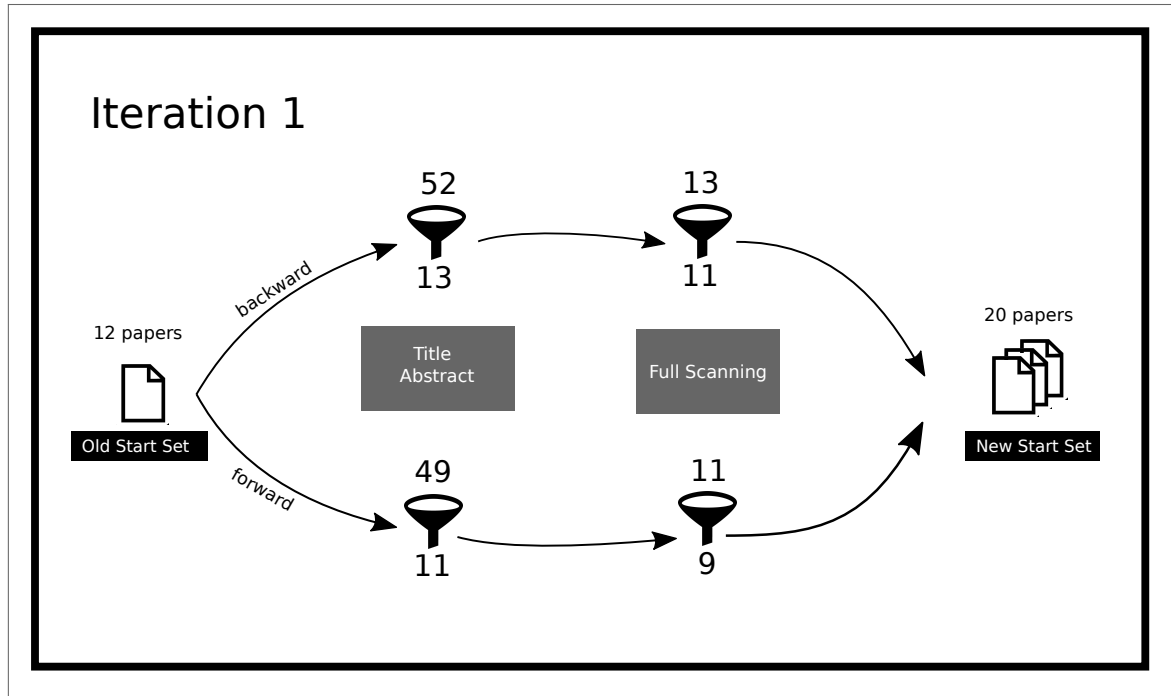 Iteration 1
52
13
13
11
backward
12 papers
Old Start Set
Title
Abstract
Full Scanning
20 papers
New Start Set
forward
49
11
11
9